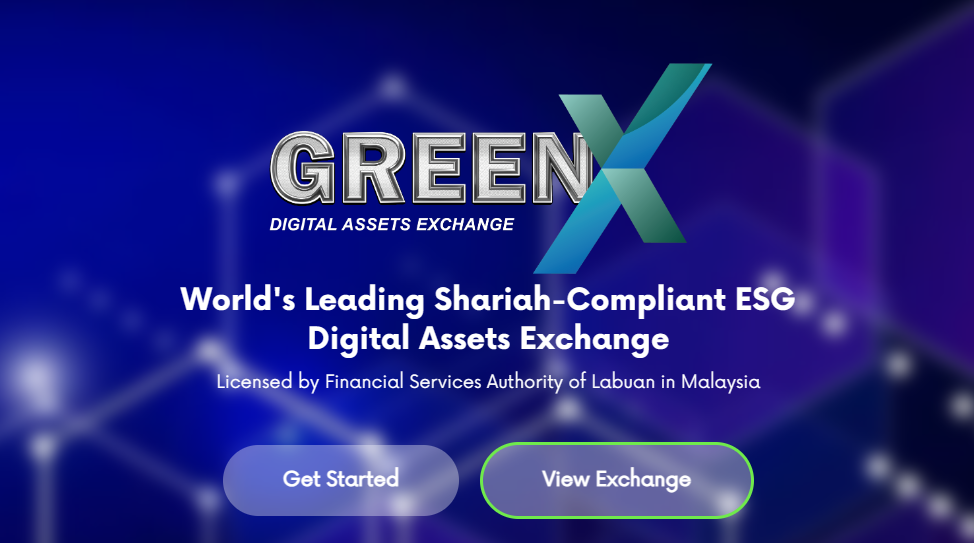 GREENX
DIGITAL ASSETS EXCHANGE
World's Leading Shariah-Compliant ESG
Digital Assets Exchange
Licensed by Financial Services Authority of Labuan in Malaysia
Get Started
View Exchange